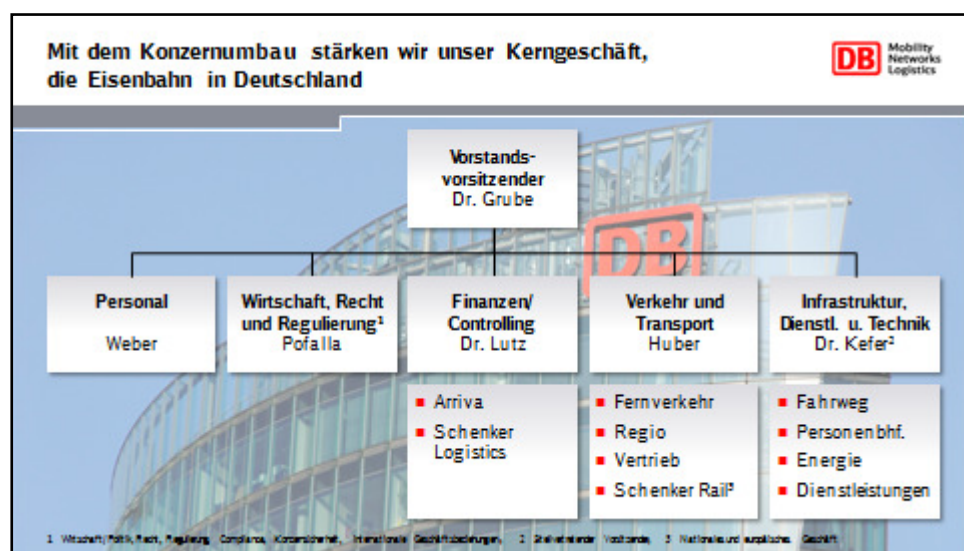 Mit dem Konzernumbau stärken wir unser Kerngeschäft,
die Eisenbahn in Deutschland
DB Mobility
Networks
Logistics
Vorstands-
vorsitzender
Dr. Grube
DB
Personal
Weber
Wirtschaft, Recht
und Regulierung¹
Pofalla
Finanzen/
Controlling
Dr. Lutz
Verkehr und
Transport
Huber
Infrastruktur,
Dienstl. u. Technik
Dr. Kefer²
Arriva
Schenker
Logistics
Fernverkehr
Regio
Vertrieb
Schenker Rail³
Fahrweg
Personenbhf.
Energie
Dienstleistungen
1 Wirtschaft/Politik, Recht, Regulierung, Compliance, Konzernsicherheit, Internationale Geschäftsbeziehungen, 2 Stellvertretender Vorsitzender, 3 Nationales und europäisches Geschäft